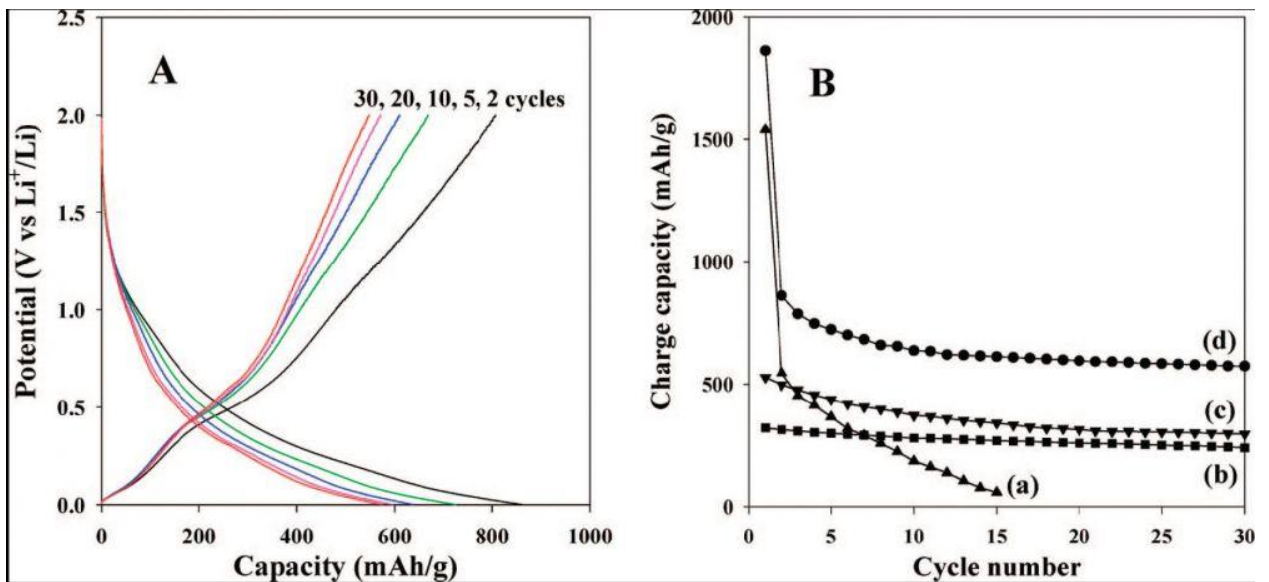 A
30, 20, 10, 5, 2 cycles
Potential (V vs Li⁺/Li)
2.5
2.0
1.5
1.0
0.5
0.0
0
200
400
600
800
1000
Capacity (mAh/g)
B
Charge capacity (mAh/g)
2000
1500
1000
500
0
(d)
(c)
(b)
(a)
0
5
10
15
20
25
30
Cycle number